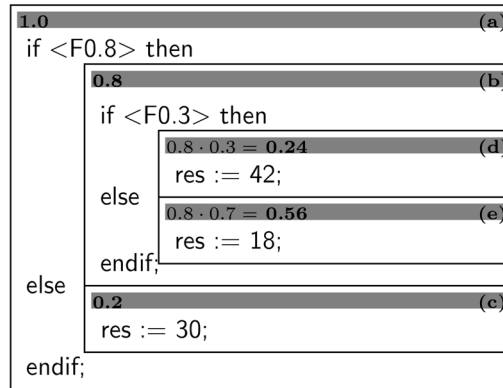 1.0 (a)
if <F0.8> then
0.8 (b)
if <F0.3> then
0.8 · 0.3 = 0.24 (d)
res := 42;
else
0.8 · 0.7 = 0.56 (e)
res := 18;
endif;
else
0.2 (c)
res := 30;
endif;